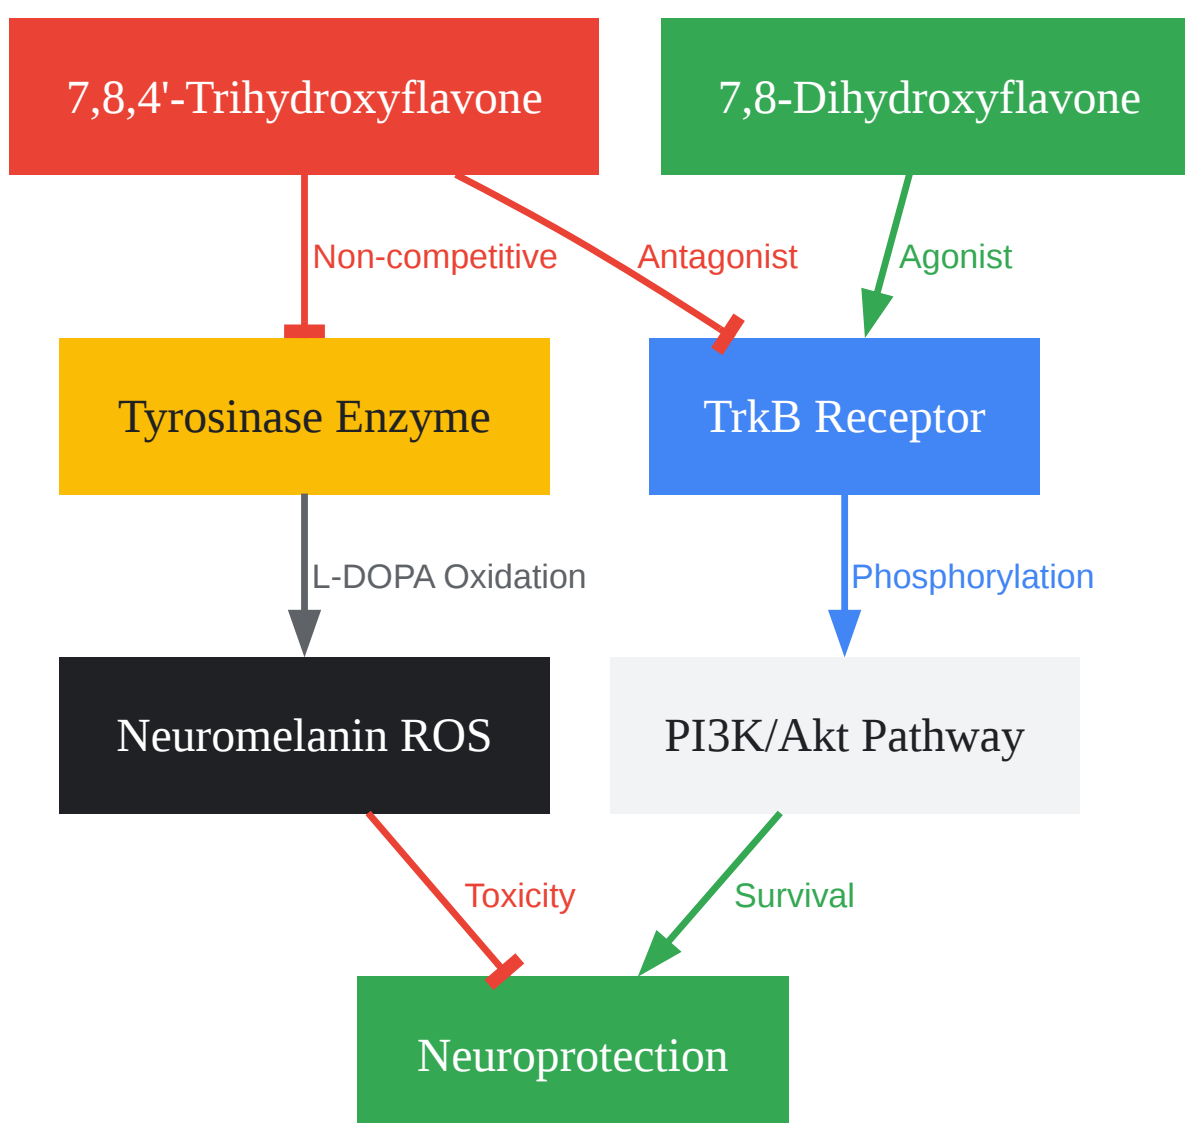 7,8,4'-Trihydroxyflavone
7,8-Dihydroxyflavone
Non-competitive
Antagonist
Agonist
Tyrosinase Enzyme
TrkB Receptor
L-DOPA Oxidation
Phosphorylation
Neuromelanin ROS
PI3K/Akt Pathway
Toxicity
Survival
Neuroprotection